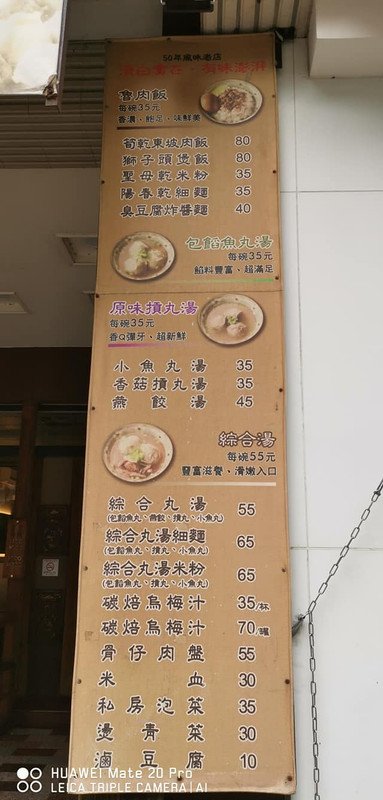 50年風味老店
魯肉飯
每碗35元
香濃、飽足、味鮮美
筍乾東坡肉飯 80
獅子頭煲飯 80
聖母乾米粉 35
陽春乾細麵 35
臭豆腐炸醬麵 40
包餡魚丸湯
每碗35元
餡料豐富、超滿足
原味摃丸湯
每碗35元
香Q彈牙、超新鮮
小魚丸湯 35
香菇摃丸湯 35
燕餃湯 45
綜合湯
每碗55元
豐富滋養、滑嫩入口
綜合丸湯 55
(包餡魚丸、燕餃、摃丸、小魚丸)
綜合丸湯細麵 65
(包餡魚丸、摃丸、小魚丸)
綜合丸湯米粉 65
(包餡魚丸、摃丸、小魚丸)
碳焙烏梅汁 35/杯
碳焙烏梅汁 70/罐
骨仔肉盤 55
米血 30
私房泡菜 35
燙青菜 30
滷豆腐 10
HUAWEI Mate 20 Pro
LEICA TRIPLE CAMERA | AI